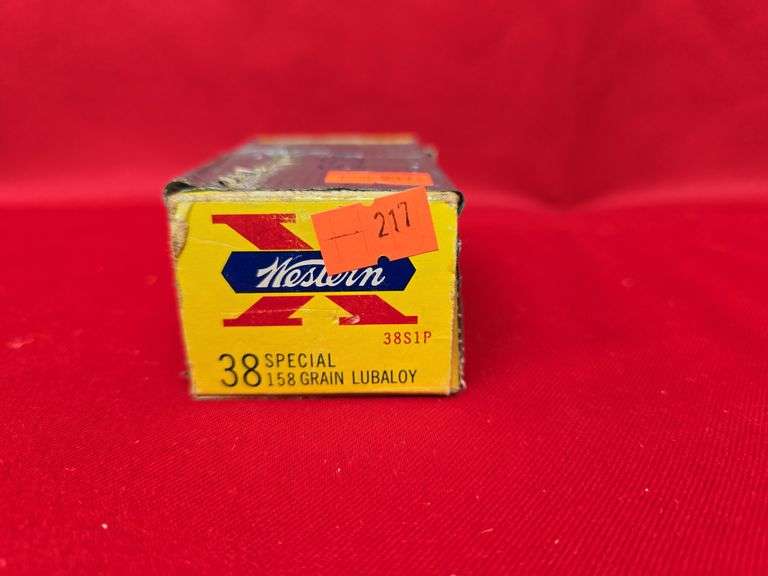 217
Western
38S1P
38 SPECIAL
158 GRAIN LUBALOY